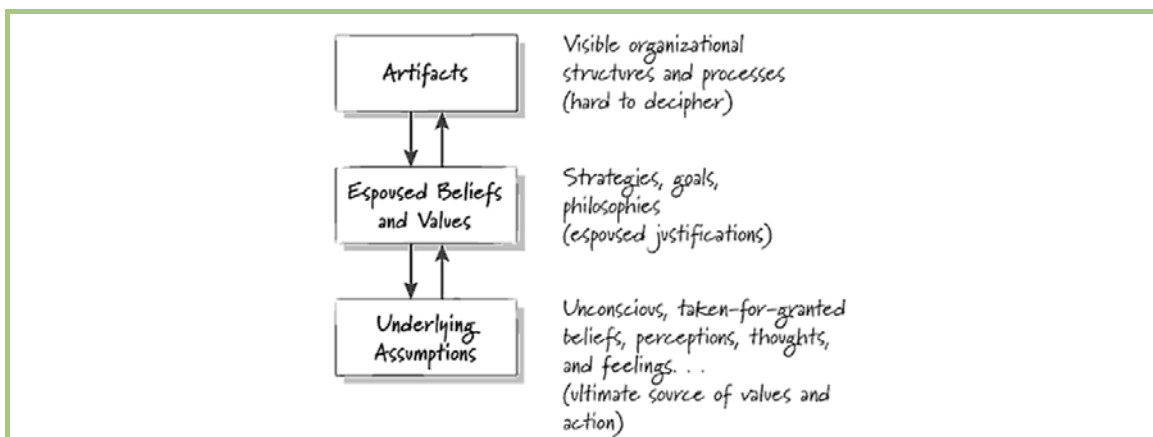 Artifacts
Visible organizational
structures and processes
(hard to decipher)
Espoused Beliefs
and Values
Strategies, goals,
philosophies
(espoused justifications)
Underlying
Assumptions
Unconscious, taken-for-granted
beliefs, perceptions, thoughts,
and feelings. . .
(ultimate source of values and
action)